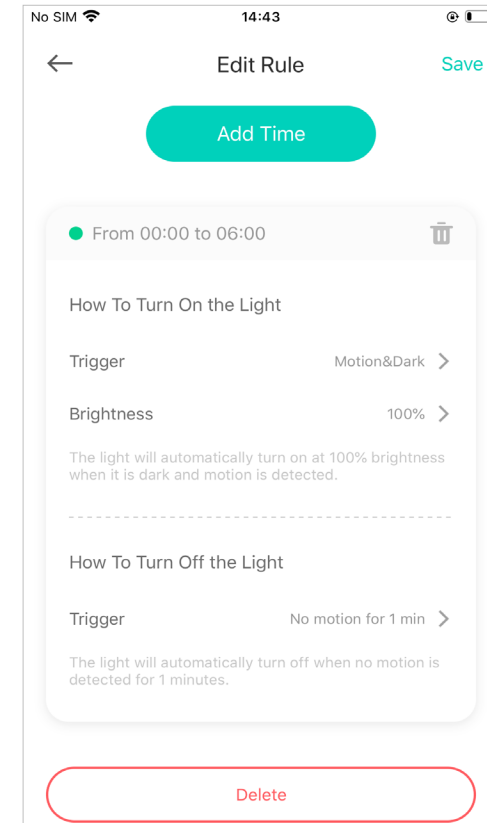 No SIM 14:43
Edit Rule Save
Add Time
From 00:00 to 06:00
How To Turn On the Light
Trigger Motion&Dark
Brightness 100%
The light will automatically turn on at 100% brightness
when it is dark and motion is detected.
How To Turn Off the Light
Trigger No motion for 1 min
The light will automatically turn off when no motion is
detected for 1 minutes.
Delete